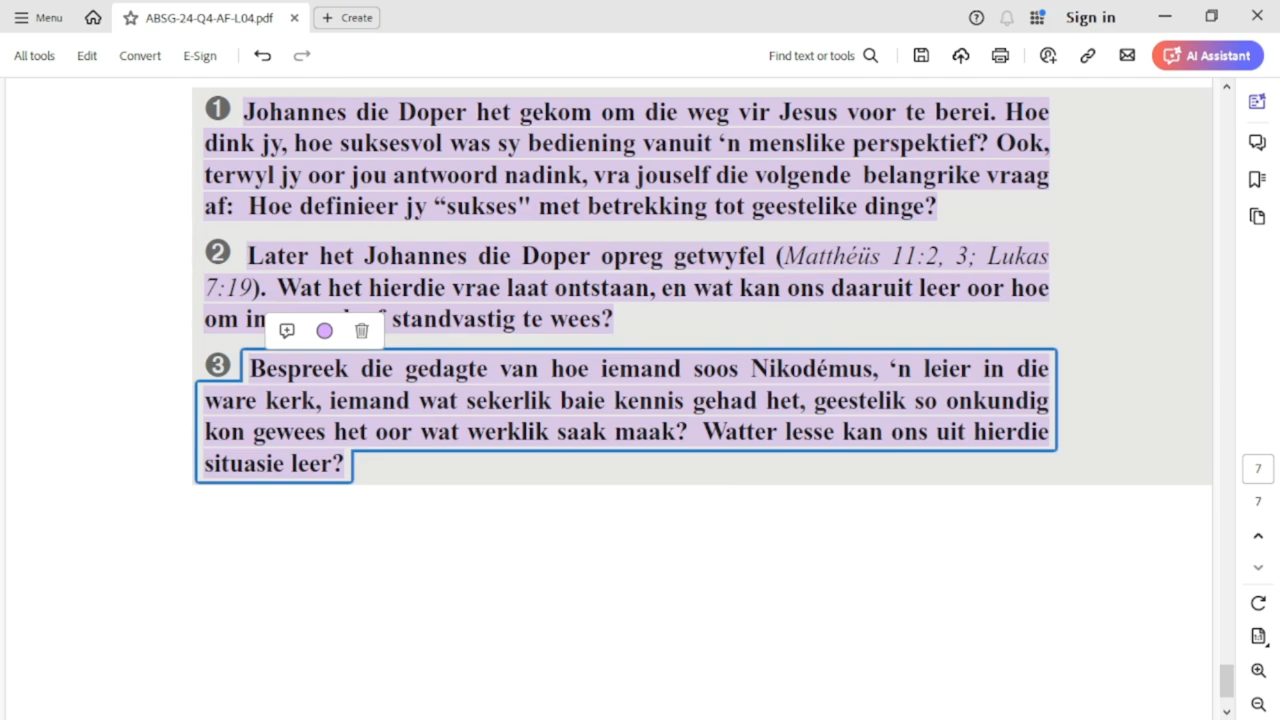 Menu
ABSG-24-Q4-AF-L04.pdf
Create
Sign in
All tools
Edit
Convert
E-Sign
Find text or tools
AI Assistant
1 Johannes die Doper het gekom om die weg vir Jesus voor te berei. Hoe
dink jy, hoe suksesvol was sy bediening vanuit ‘n menslike perspektief? Ook,
terwyl jy oor jou antwoord nadink, vra jouself die volgende belangrike vraag
af: Hoe definieer jy “sukses" met betrekking tot geestelike dinge?
2 Later het Johannes die Doper opreg getwyfel (Matthéüs 11:2, 3; Lukas
7:19). Wat het hierdie vrae laat ontstaan, en wat kan ons daaruit leer oor hoe
om in standvastig te wees?
3 Bespreek die gedagte van hoe iemand soos Nikodémus, ‘n leier in die
ware kerk, iemand wat sekerlik baie kennis gehad het, geestelik so onkundig
kon gewees het oor wat werklik saak maak? Watter lesse kan ons uit hierdie
situasie leer?
7
7